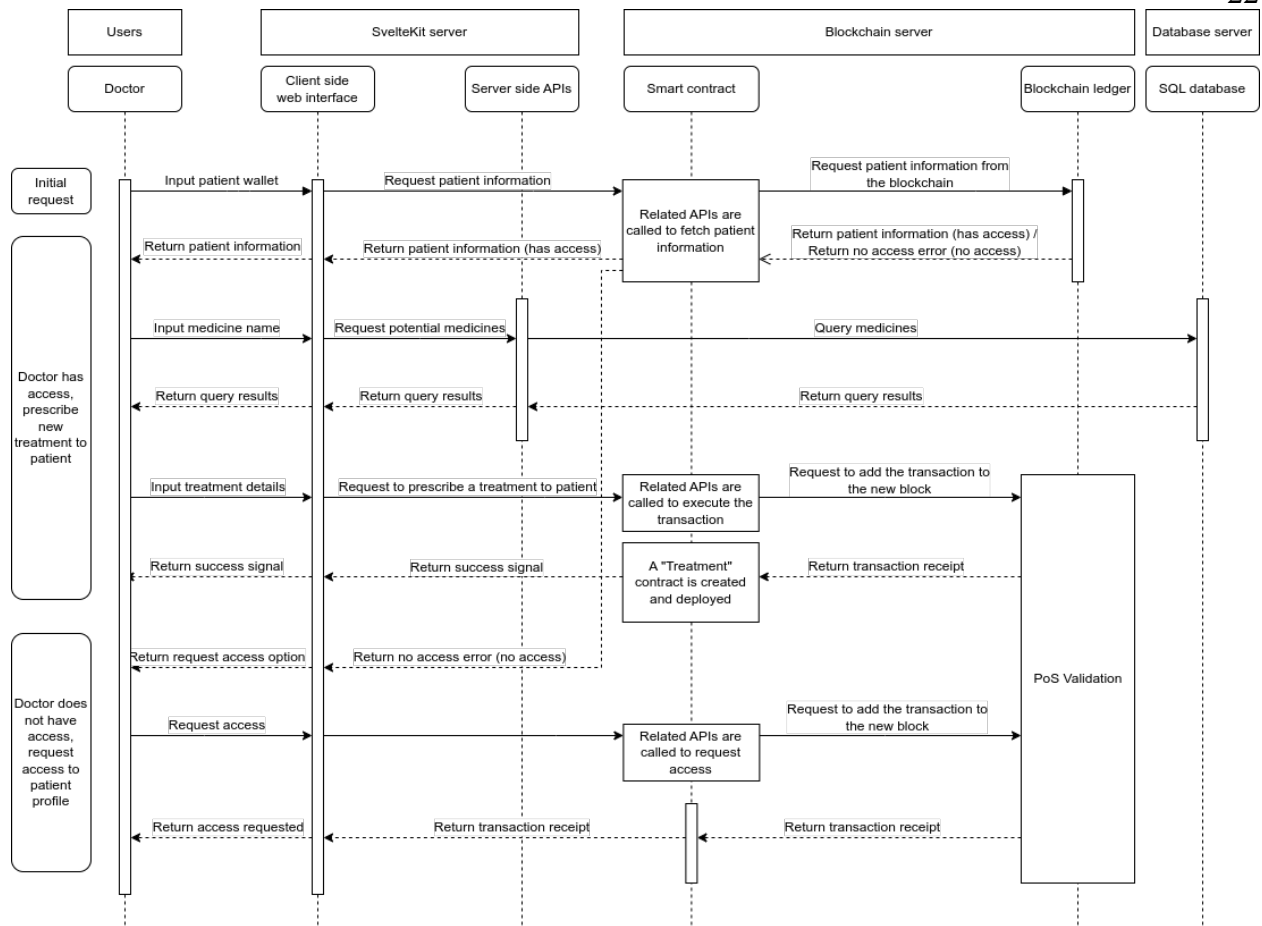 22
Users
SvelteKit server
Blockchain server
Database server
Doctor
Client side
web interface
Server side APIs
Smart contract
Blockchain ledger
SQL database
Initial
request
Input patient wallet
Request patient information
Request patient information from
the blockchain
Related APIs are
called to fetch patient
information
Return patient information
Return patient information (has access)
Return patient information (has access) /
Return no access error (no access)
Doctor has
access,
prescribe
new
treatment to
patient
Input medicine name
Request potential medicines
Query medicines
Return query results
Return query results
Return query results
Input treatment details
Request to prescribe a treatment to patient
Related APIs are
called to execute the
transaction
Request to add the transaction to
the new block
Return success signal
Return success signal
A "Treatment"
contract is created
and deployed
Return transaction receipt
Doctor does
not have
access,
request
access to
patient
profile
Return request access option
Return no access error (no access)
PoS Validation
Request access
Related APIs are
called to request
access
Request to add the transaction to
the new block
Return access requested
Return transaction receipt
Return transaction receipt